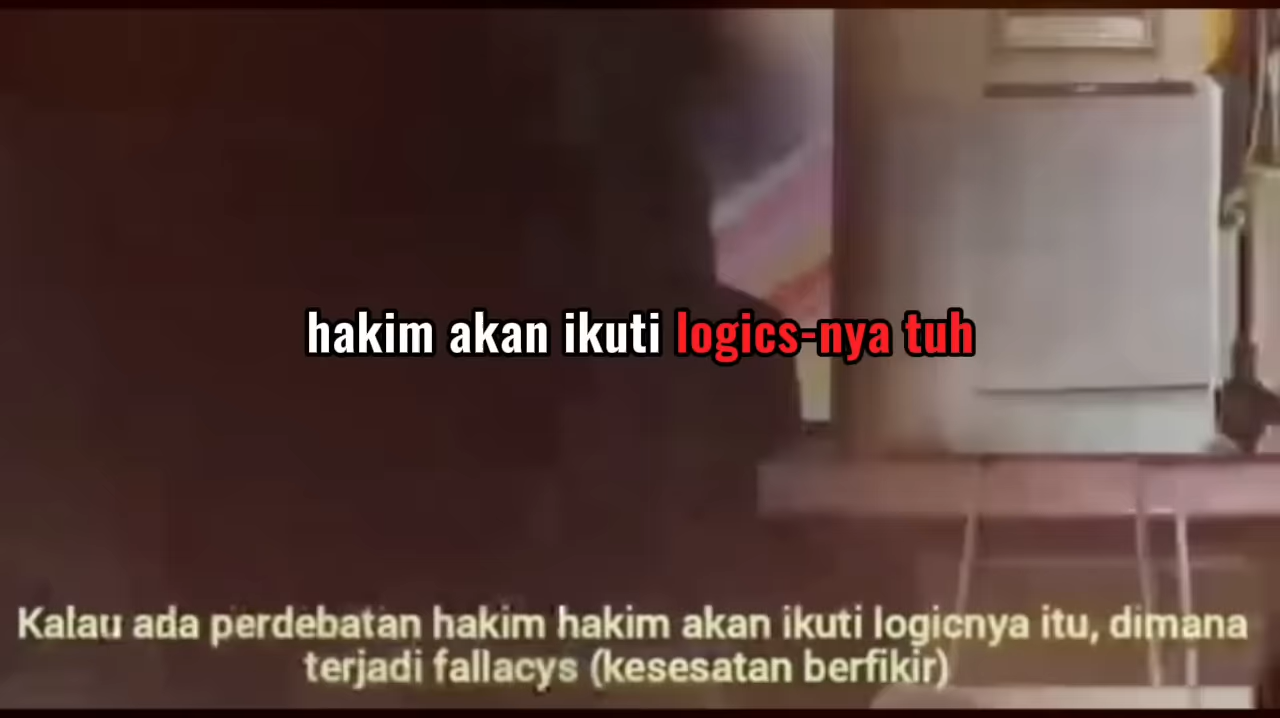 hakim akan ikuti logics-nya tuh
Kalau ada perdebatan hakim hakim akan ikuti logicnya itu, dimana
terjadi fallacys (kesesatan berfikir)